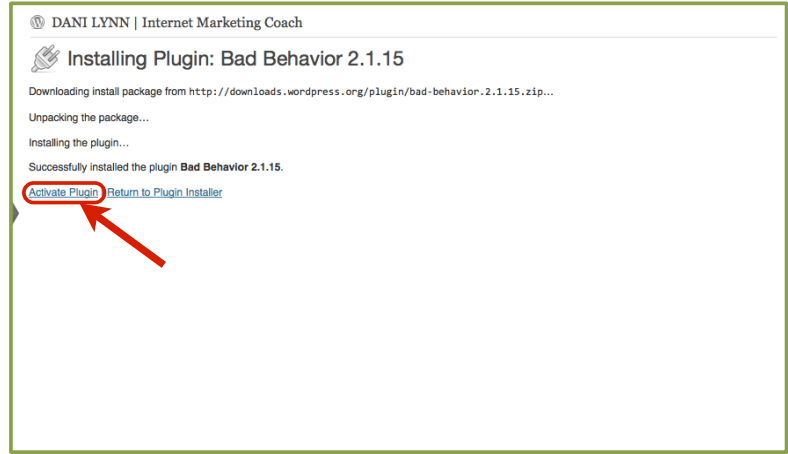 DANI LYNN | Internet Marketing Coach
Installing Plugin: Bad Behavior 2.1.15
Downloading install package from http://downloads.wordpress.org/plugin/bad-behavior.2.1.15.zip…
Unpacking the package…
Installing the plugin…
Successfully installed the plugin Bad Behavior 2.1.15.
Activate Plugin Return to Plugin Installer